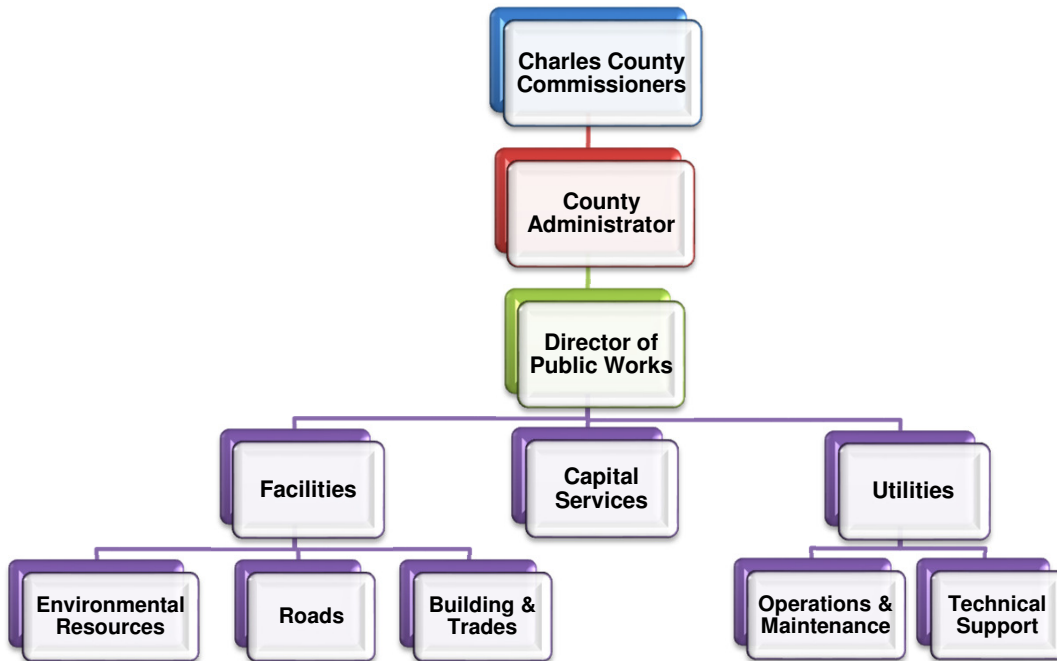 Charles County
Commissioners
County
Administrator
Director of
Public Works
Facilities
Capital
Services
Utilities
Environmental
Resources
Roads
Building &
Trades
Operations &
Maintenance
Technical
Support